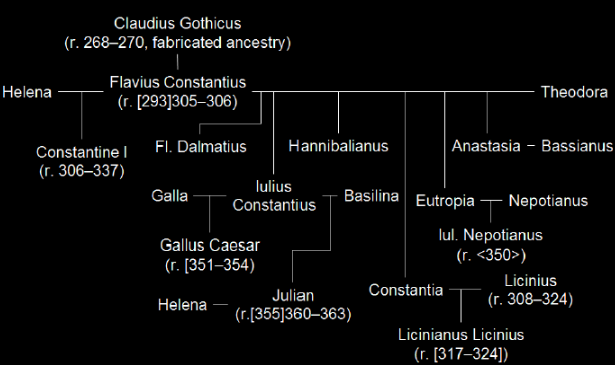 Claudius Gothicus
(r. 268–270, fabricated ancestry)
Helena
Flavius Constantius
(r. [293]305–306)
Theodora
Constantine I
(r. 306–337)
Fl. Dalmatius
Hannibalianus
Anastasia – Bassianus
Galla
Iulius
Constantius
Basilina
Eutropia
Nepotianus
Gallus Caesar
(r. [351–354)
Iul. Nepotianus
(r. <350>)
Helena
Julian
(r.[355]360–363)
Constantia
Licinius
(r. 308–324)
Licinianus Licinius
(r. [317–324])